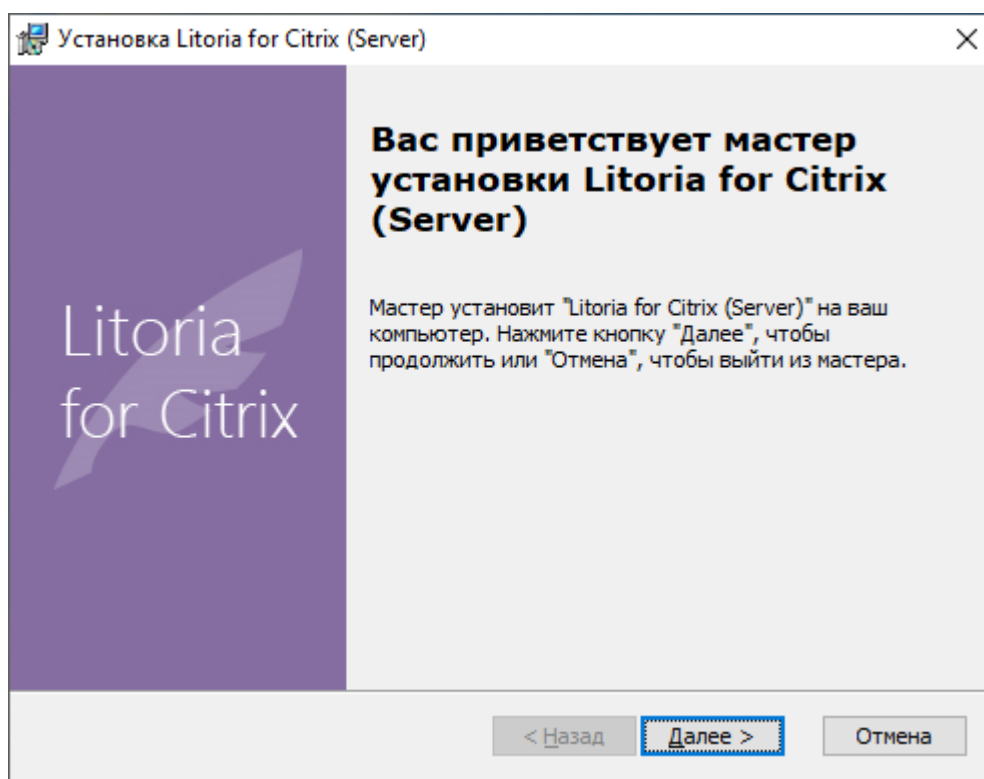 Установка Litoria for Citrix (Server)
Вас приветствует мастер
установки Litoria for Citrix
(Server)
Мастер установит "Litoria for Citrix (Server)" на ваш
компьютер. Нажмите кнопку "Далее", чтобы
продолжить или "Отмена", чтобы выйти из мастера.
Litoria
for Citrix
< Назад
Далее >
Отмена